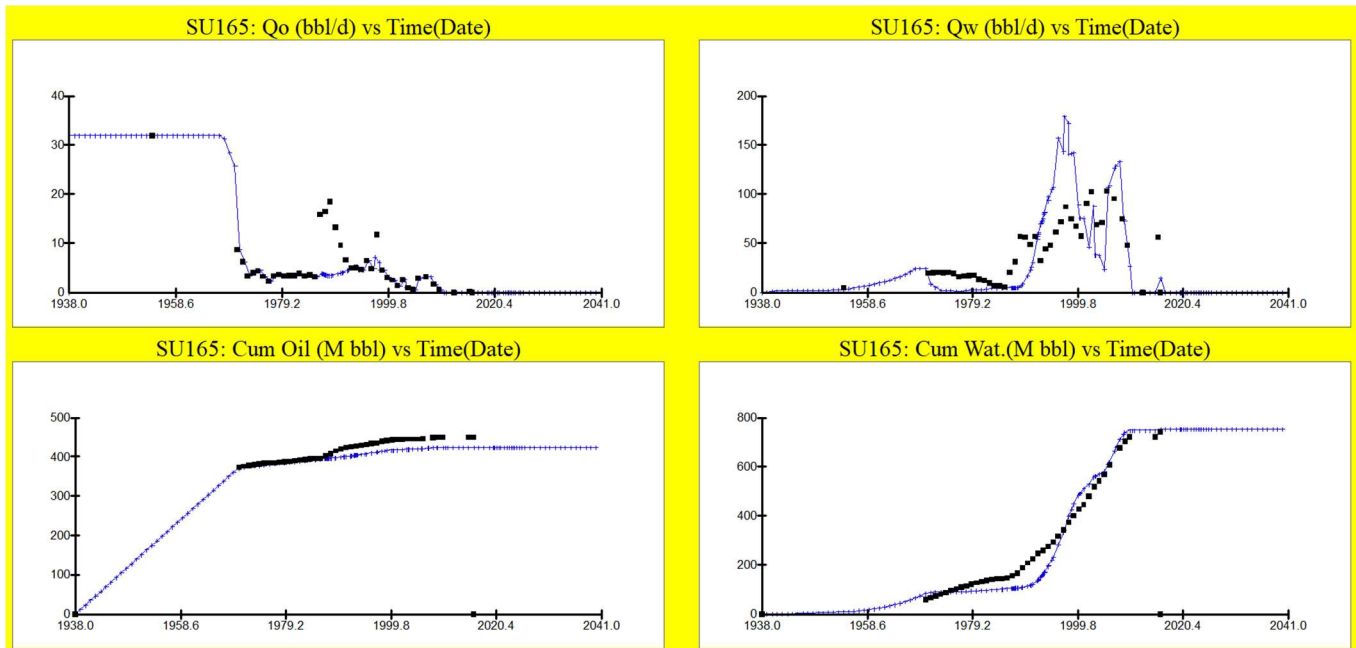 SU165: Qo (bbl/d) vs Time(Date)
40
30
20
10
0
1938.0 1958.6 1979.2 1999.8 2020.4 2041.0
SU165: Qw (bbl/d) vs Time(Date)
200
150
100
50
0
1938.0 1958.6 1979.2 1999.8 2020.4 2041.0
SU165: Cum Oil (M bbl) vs Time(Date)
500
400
300
200
100
0
1938.0 1958.6 1979.2 1999.8 2020.4 2041.0
SU165: Cum Wat.(M bbl) vs Time(Date)
800
600
400
200
0
1938.0 1958.6 1979.2 1999.8 2020.4 2041.0